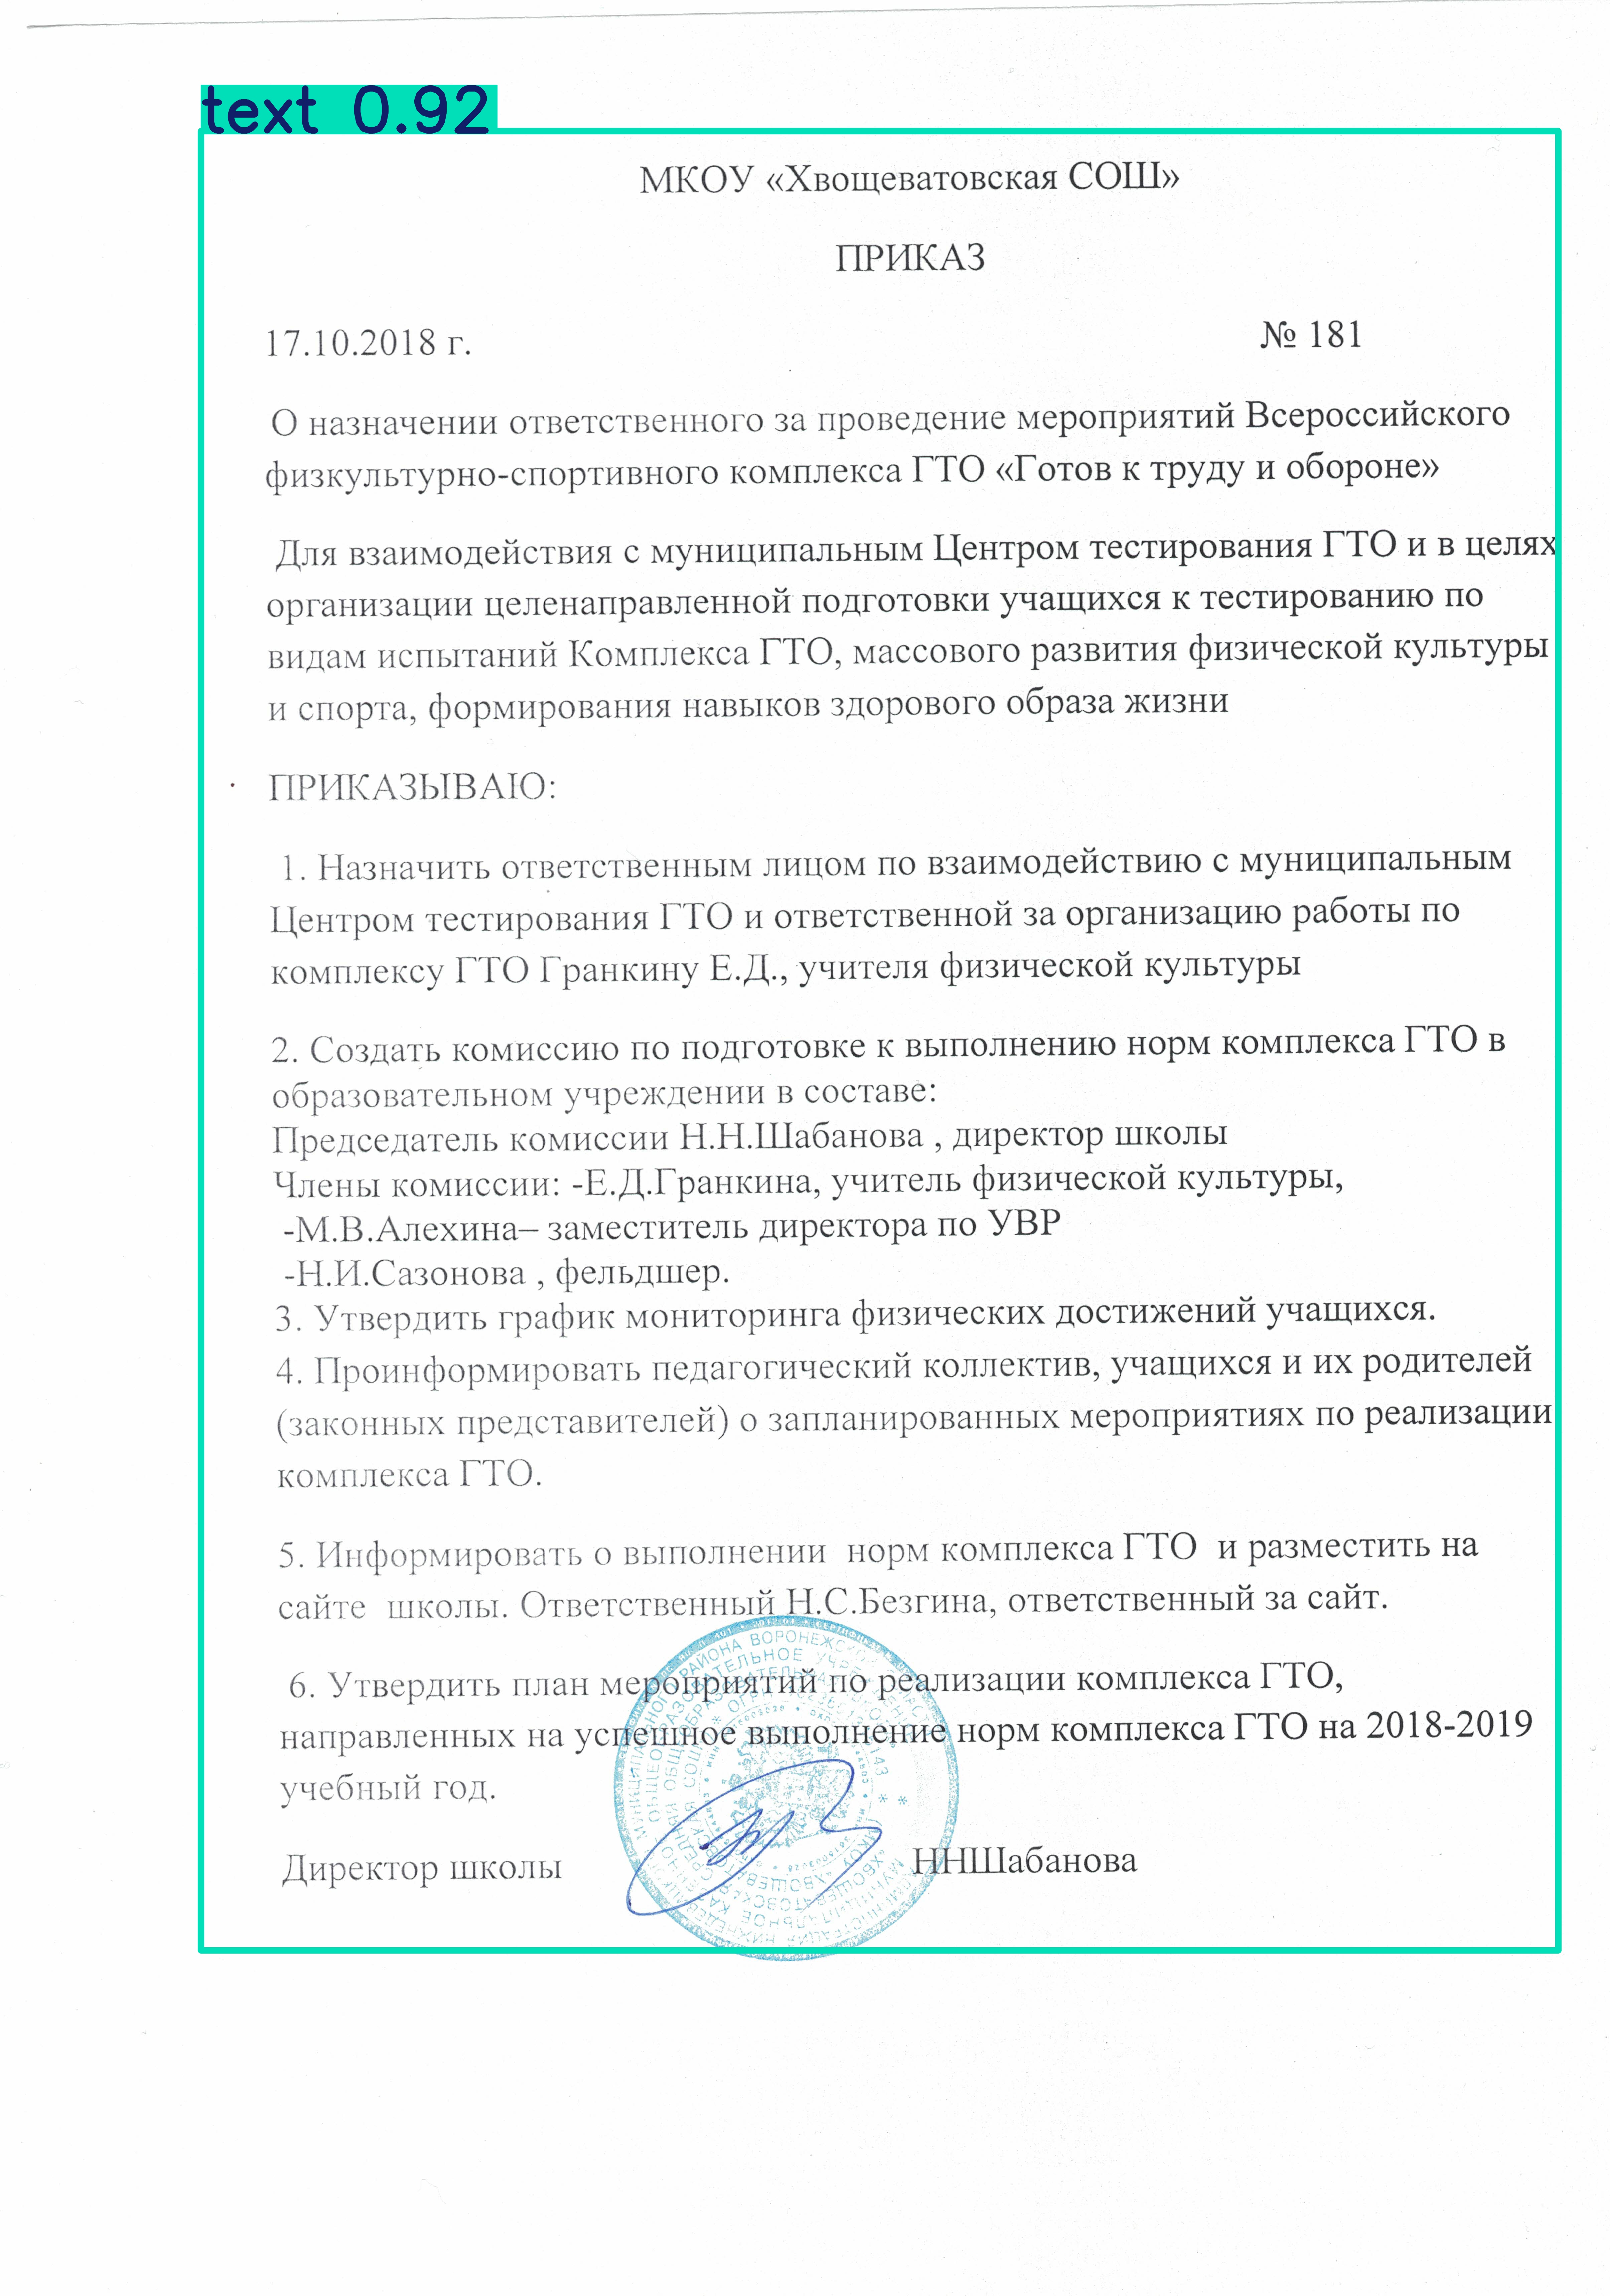 text 0.92
МКОУ «Хвощеватовская СОШ»
ПРИКАЗ
17.10.2018 г. № 181
О назначении ответственного за проведение мероприятий Всероссийского
физкультурно-спортивного комплекса ГТО «Готов к труду и обороне»
Для взаимодействия с муниципальным Центром тестирования ГТО и в целях
организации целенаправленной подготовки учащихся к тестированию по
видам испытаний Комплекса ГТО, массового развития физической культуры
и спорта, формирования навыков здорового образа жизни
ПРИКАЗЫВАЮ:
1. Назначить ответственным лицом по взаимодействию с муниципальным
Центром тестирования ГТО и ответственной за организацию работы по
комплексу ГТО Гранкину Е.Д., учителя физической культуры
2. Создать комиссию по подготовке к выполнению норм комплекса ГТО в
образовательном учреждении в составе:
Председатель комиссии Н.Н.Шабанова , директор школы
Члены комиссии: -Е.Д.Гранкина, учитель физической культуры,
-М.В.Алехина– заместитель директора по УВР
-Н.И.Сазонова , фельдшер.
3. Утвердить график мониторинга физических достижений учащихся.
4. Проинформировать педагогический коллектив, учащихся и их родителей
(законных представителей) о запланированных мероприятиях по реализации
комплекса ГТО.
5. Информировать о выполнении норм комплекса ГТО и разместить на
сайте школы. Ответственный Н.С.Безгина, ответственный за сайт.
6. Утвердить план мероприятий по реализации комплекса ГТО,
направленных на успешное выполнение норм комплекса ГТО на 2018-2019
учебный год.
Директор школы ННШабанова